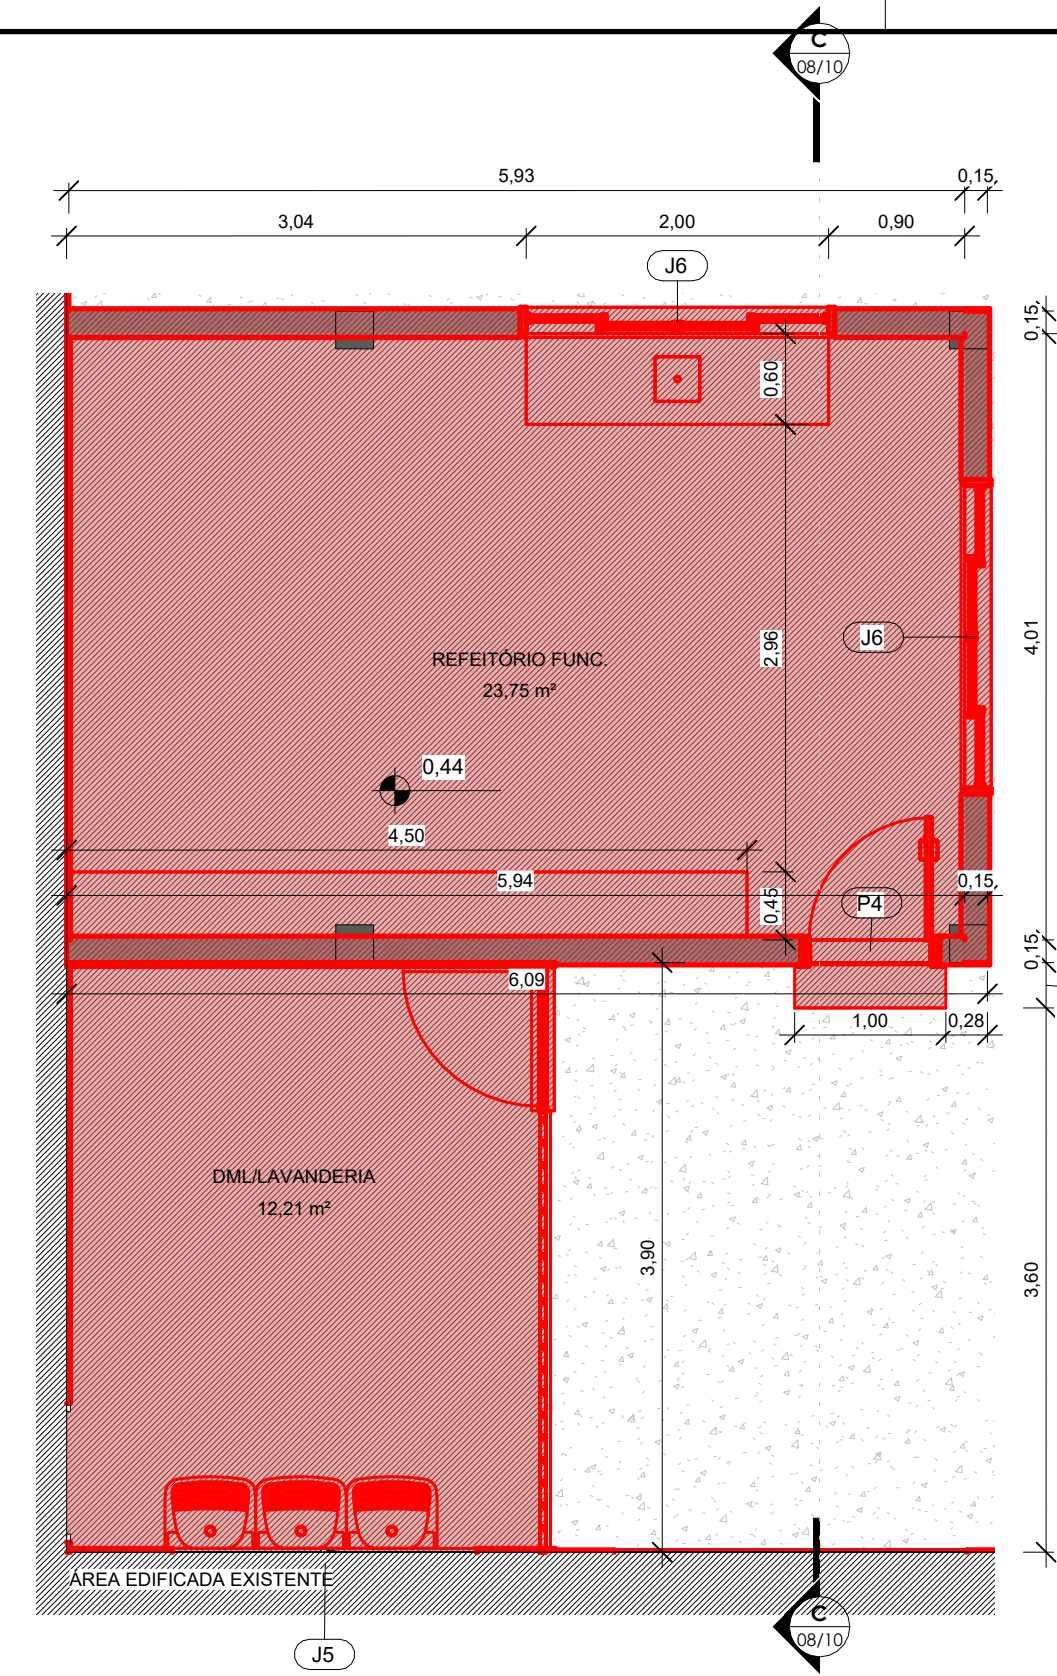 C
08/10
5,93
0,15
3,04
2,00
0,90
J6
0,15
0,60
4,01
J6
2,96
REFEITÓRIO FUNC.
23,75 m²
0,44
4,50
5,94
0,15
0,45
P4
0,15
6,09
1,00
0,28
DML/LAVANDERIA
12,21 m²
3,90
3,60
ÁREA EDIFICADA EXISTENTE
C
08/10
J5